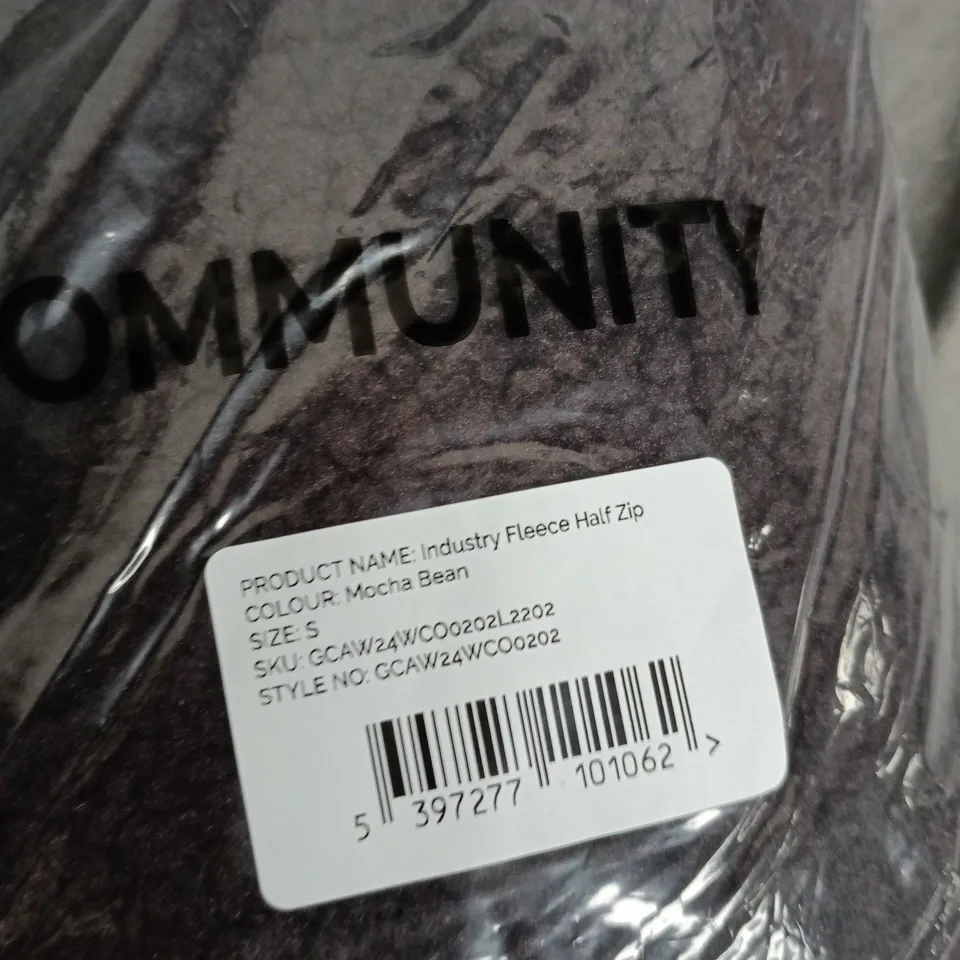 OMMUNITY
PRODUCT NAME: Industry Fleece Half Zip
COLOUR: Mocha Bean
SIZE: S
SKU: GCAW24WCO0202L2202
STYLE NO: GCAW24WCO0202
5 397277 101062 >